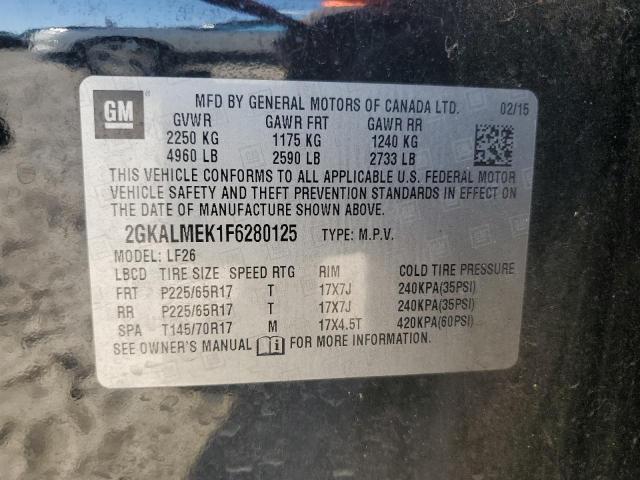 GM
MFD BY GENERAL MOTORS OF CANADA LTD. 02/15
GVWR GAWR FRT GAWR RR
2250 KG 1175 KG 1240 KG
4960 LB 2590 LB 2733 LB
THIS VEHICLE CONFORMS TO ALL APPLICABLE U.S. FEDERAL MOTOR
VEHICLE SAFETY AND THEFT PREVENTION STANDARDS IN EFFECT ON
THE DATE OF MANUFACTURE SHOWN ABOVE.
2GKALMEK1F6280125 TYPE: M.P.V.
MODEL: LF26
LBCD TIRE SIZE SPEED RTG RIM COLD TIRE PRESSURE
FRT P225/65R17 T 17X7J 240KPA(35PSI)
RR P225/65R17 T 17X7J 240KPA(35PSI)
SPA T145/70R17 M 17X4.5T 420KPA(60PSI)
SEE OWNER'S MANUAL FOR MORE INFORMATION.